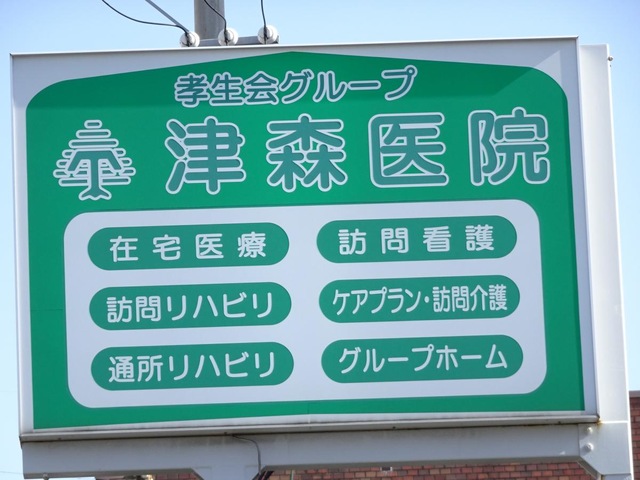 孝生会グループ
津森医院
在宅医療
訪問看護
訪問リハビリ
ケアプラン・訪問介護
通所リハビリ
グループホーム